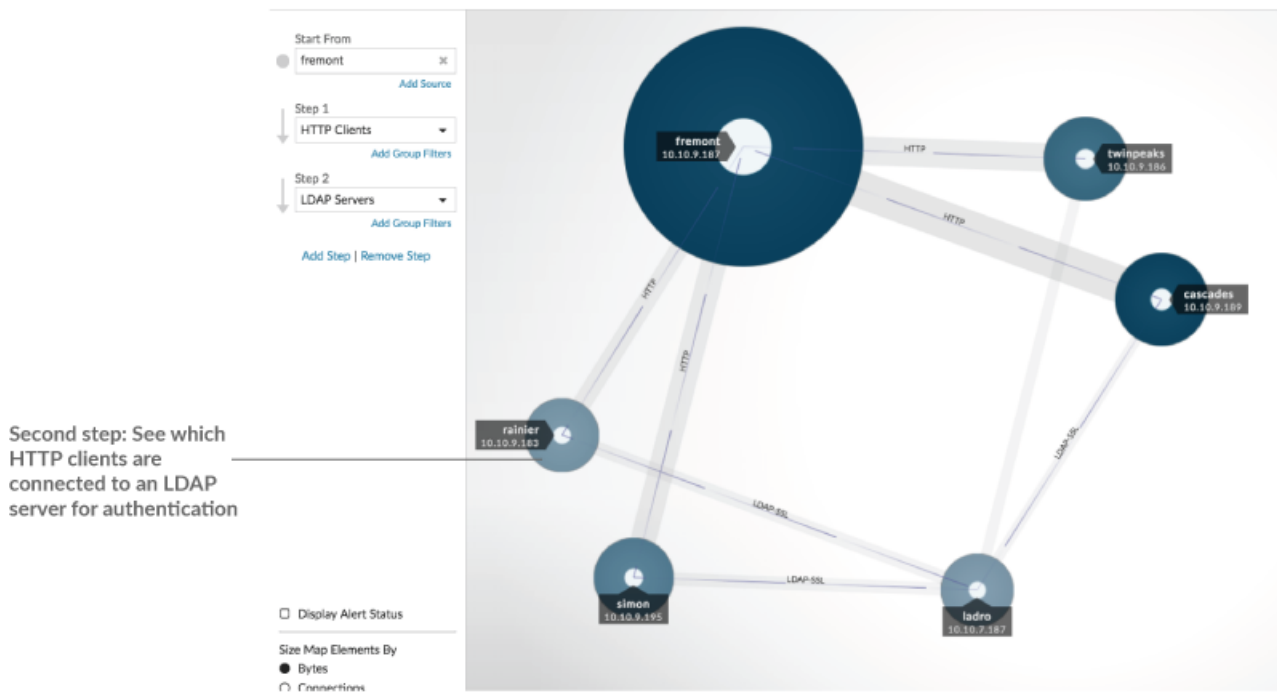 Start From
fremont
Add Source
Step 1
HTTP Clients
Add Group Filters
Step 2
LDAP Servers
Add Group Filters
Add Step | Remove Step
fremont
10.10.9.187
HTTP
twinpeaks
10.10.9.186
HTTP
cascades
10.10.9.189
HTTP
HTTP
rainier
10.10.9.183
LDAP-SSL
LDAP-SSL
LDAP-SSL
simon
10.10.9.195
ladro
10.10.7.187
Second step: See which
HTTP clients are
connected to an LDAP
server for authentication
Display Alert Status
Size Map Elements By
Bytes
Connections